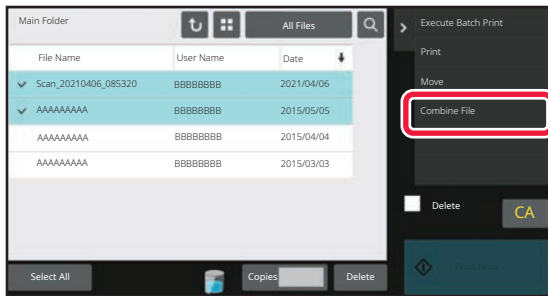 Main Folder
All Files
File Name User Name Date
Scan_20210406_085320 BBBBBBBB 2021/04/06
AAAAAAAAA BBBBBBBB 2015/05/05
AAAAAAAAA BBBBBBBB 2015/04/04
AAAAAAAAA BBBBBBBB 2015/03/03
Select All
Copies
Delete
Execute Batch Print
Print
Move
Combine File
Delete
CA
Print Now